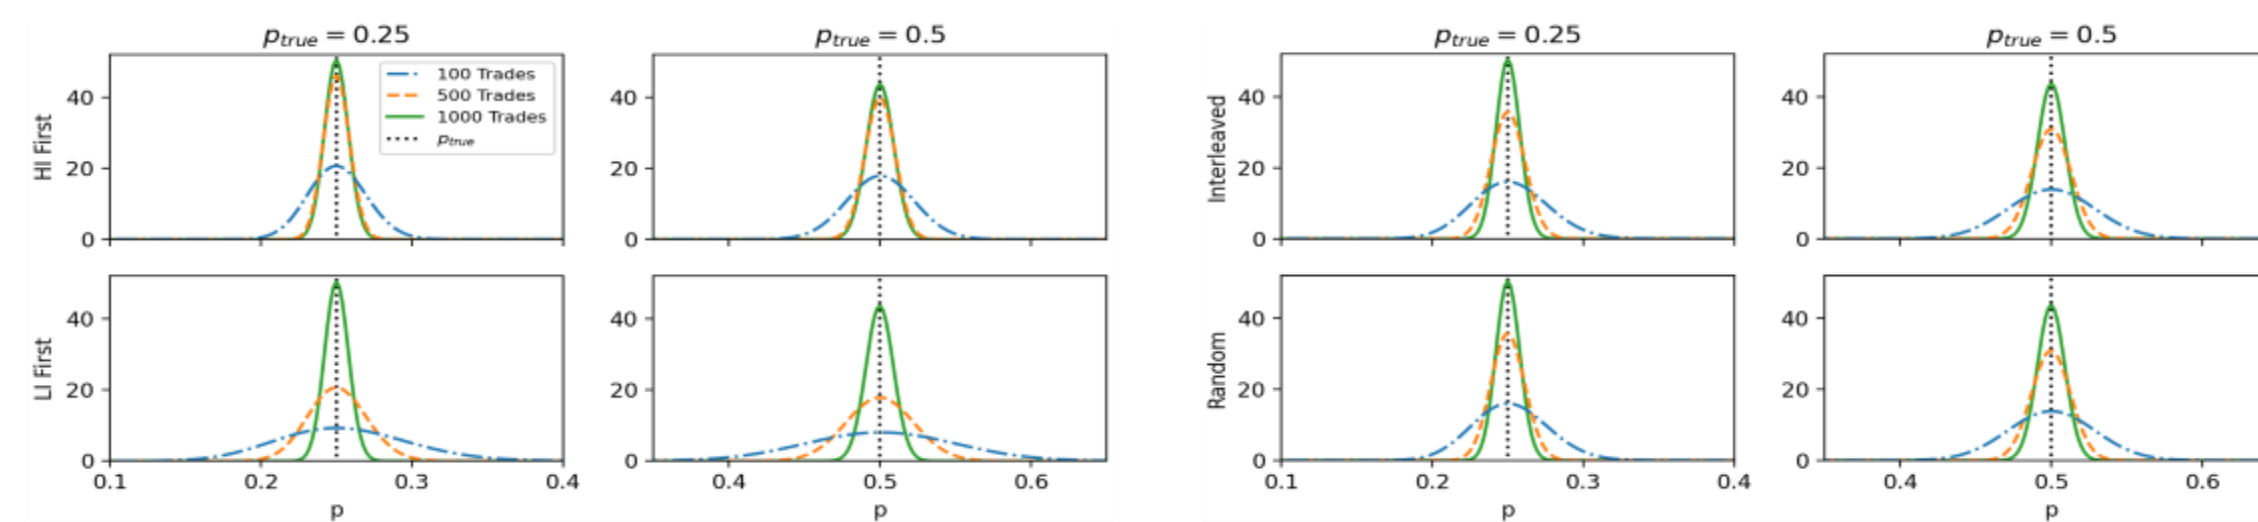 p_true = 0.25
p_true = 0.5
p_true = 0.25
p_true = 0.5
HI First
40
20
0
100 Trades
500 Trades
1000 Trades
p_true
40
20
0
Interleaved
40
20
0
40
20
0
LI First
40
20
0
0.1
0.2
0.3
0.4
p
40
20
0
0.4
0.5
0.6
p
Random
40
20
0
0.1
0.2
0.3
0.4
p
40
20
0
0.4
0.5
0.6
p